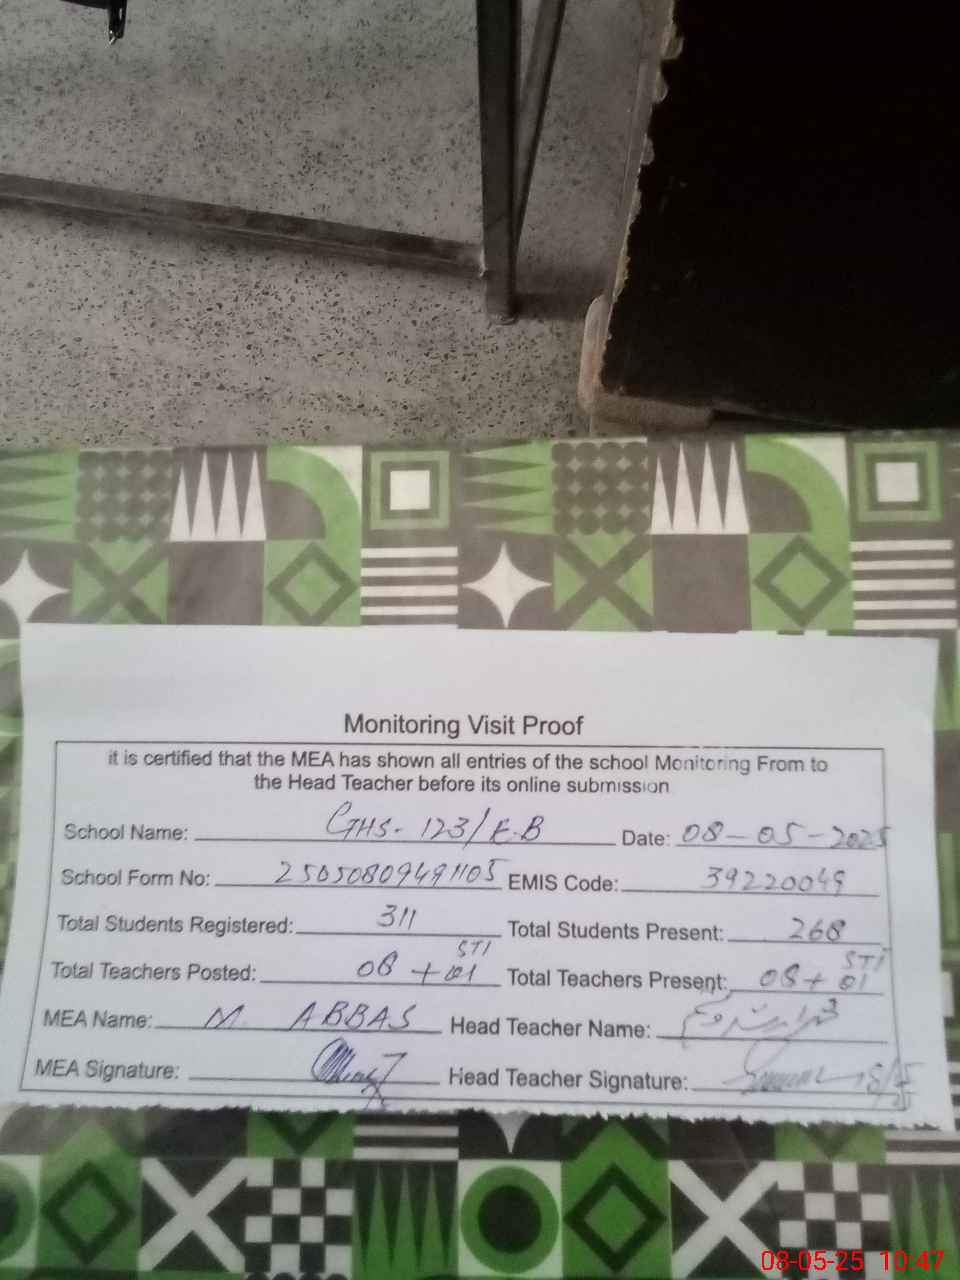 Monitoring Visit Proof
it is certified that the MEA has shown all entries of the school Monitoring From to
the Head Teacher before its online submission
School Name: GHS- 123/E.B Date: 08-05-2025
School Form No: 25050809491105 EMIS Code: 39220049
Total Students Registered: 311 Total Students Present: 268
Total Teachers Posted: 08 + 01 STI Total Teachers Present: 08 + 01 STI
MEA Name: M. ABBAS Head Teacher Name:
MEA Signature: Head Teacher Signature:
08-05-25 10:47